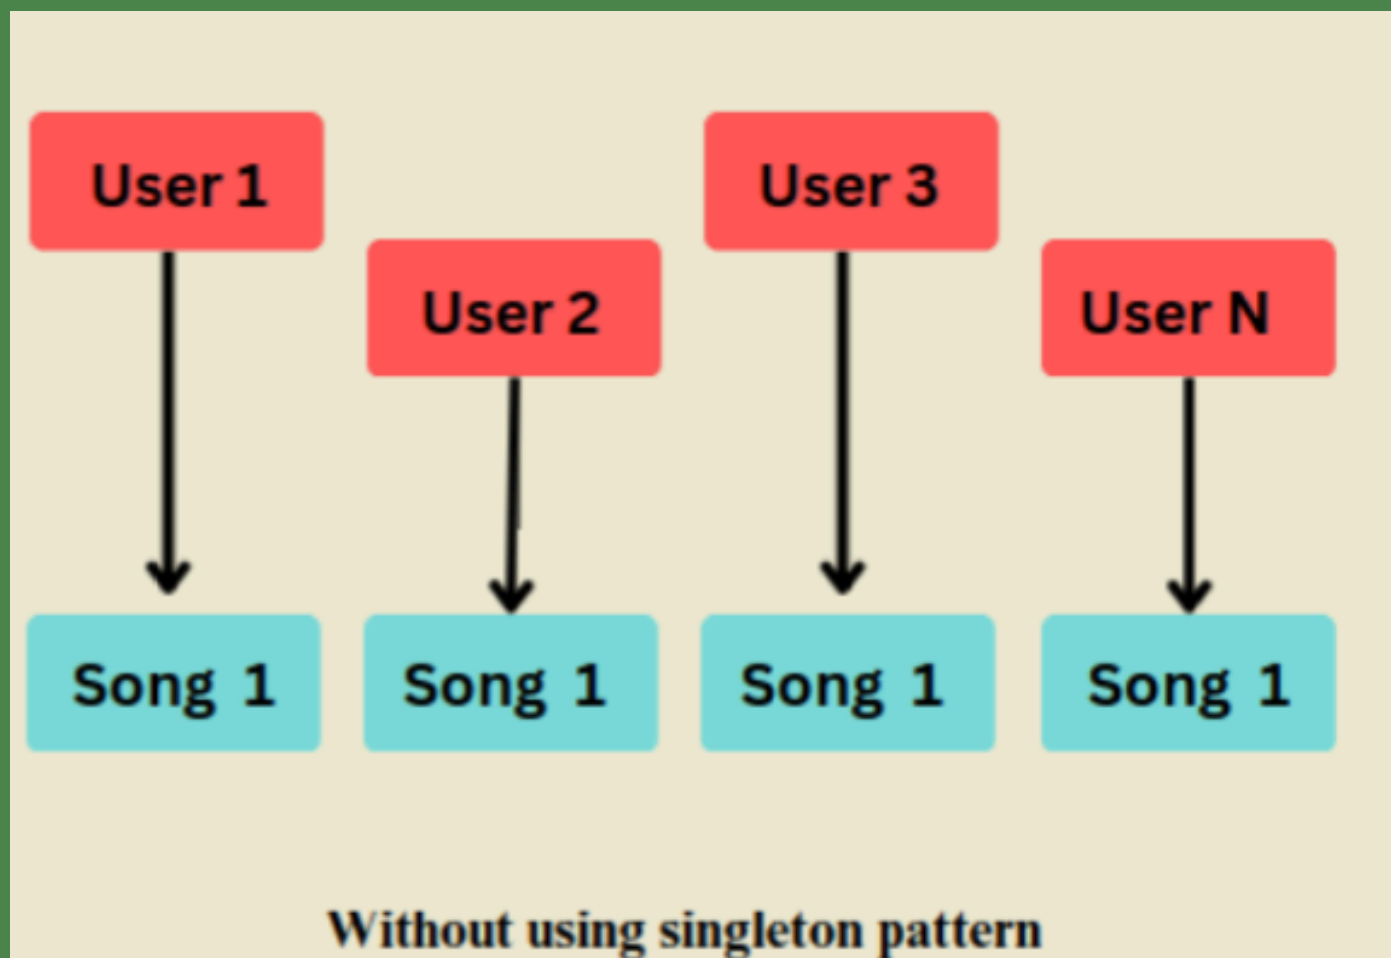 User 1
User 3
User 2
User N
Song 1
Song 1
Song 1
Song 1
Without using singleton pattern